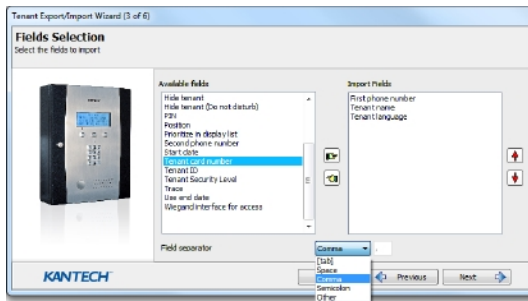 Tenant Export/Import Wizard (3 of 6)
Fields Selection
Select the fields to import
Available fields
Hide tenant
Hide tenant (Do not disturb)
PIN
Position
Prioritize in display list
Second phone number
Start date
Tenant card number
Tenant ID
Tenant Security Level
Trace
Use end date
Wiegand interface for access
Import Fields
First phone number
Tenant name
Tenant language
Field separator
Comma
,
[tab]
Space
Comma
Semicolon
Other
KANTECH
Previous
Next